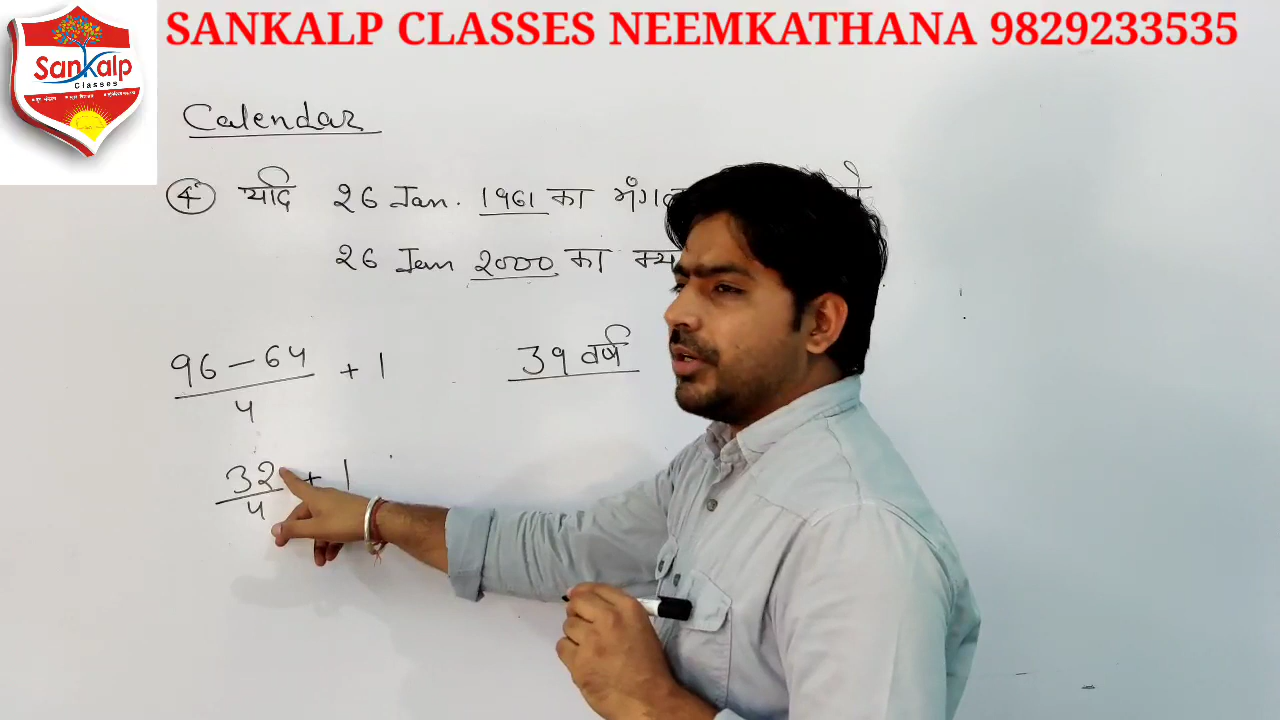 SANKALP CLASSES NEEMKATHANA 9829233535
Sankalp
Classes
Calendar
④ यदि 26 Jan. 1961 का
26 Jan 2000 का
96 - 64 + 1
4
39 वर्ष
32 + 1
4